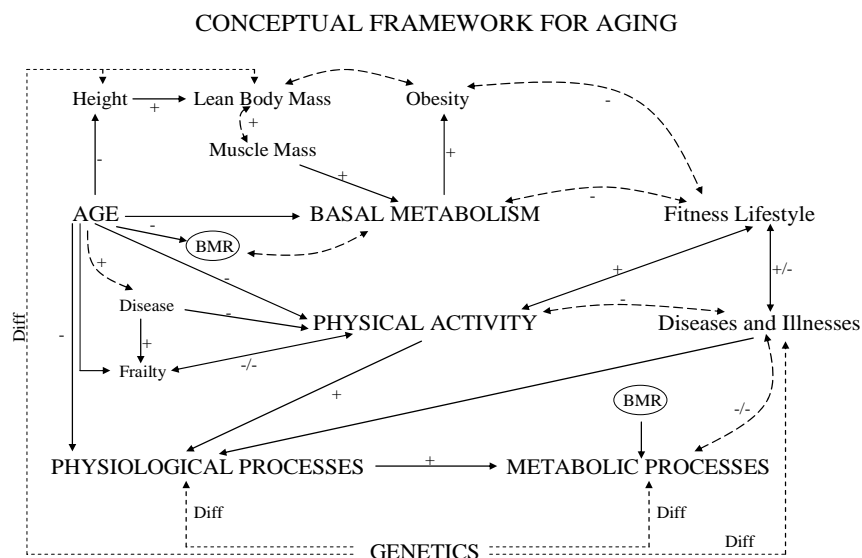 CONCEPTUAL FRAMEWORK FOR AGING
Height
+
Lean Body Mass
Obesity
-
+
Muscle Mass
-
+
+
AGE
BASAL METABOLISM
-
Fitness Lifestyle
-
BMR
+
-
+
+/-
Disease
-
PHYSICAL ACTIVITY
-
Diseases and Illnesses
Diff
-
+
Frailty
-/-
+
BMR
-/-
PHYSIOLOGICAL PROCESSES
+
METABOLIC PROCESSES
Diff
Diff
Diff
GENETICS